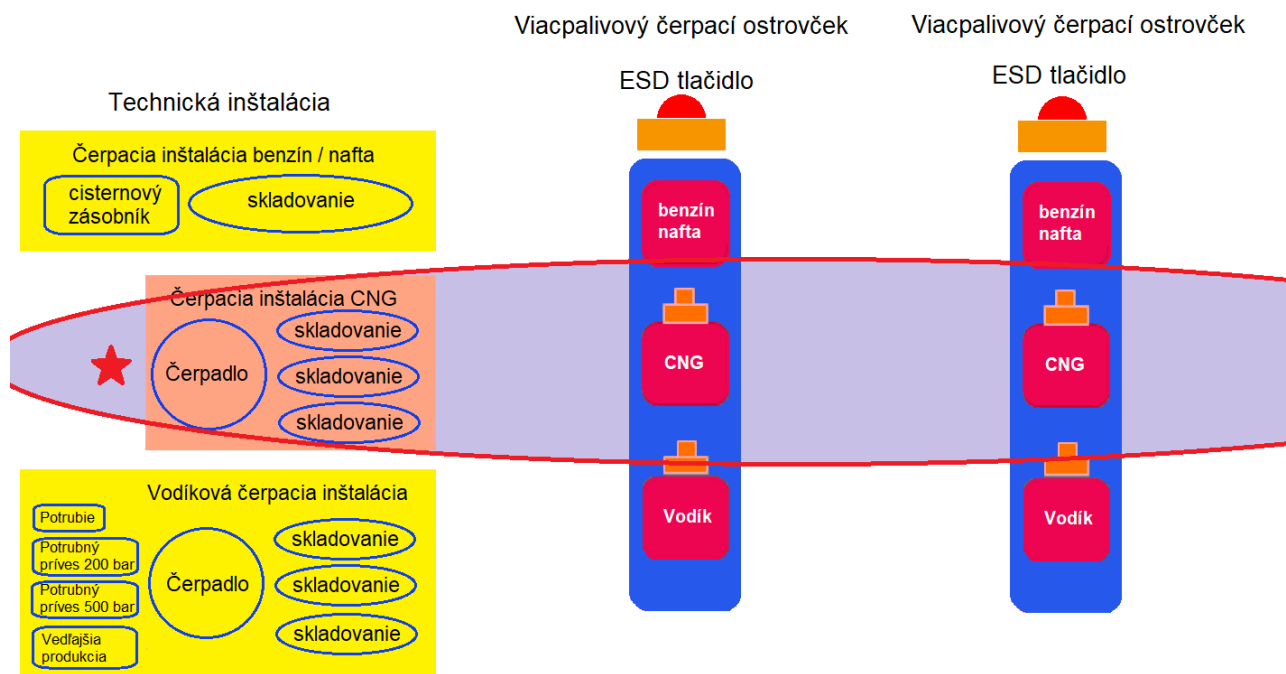 Viacpalivový čerpací ostrovček
Viacpalivový čerpací ostrovček
ESD tlačidlo
ESD tlačidlo
Technická inštalácia
Čerpacia inštalácia benzín / nafta
cisternový
zásobník
skladovanie
benzín
nafta
benzín
nafta
Čerpacia inštalácia CNG
Čerpadlo
skladovanie
skladovanie
skladovanie
CNG
CNG
Vodíková čerpacia inštalácia
Potrubie
Potrubný
príves 200 bar
Potrubný
príves 500 bar
Vedľajšia
produkcia
Čerpadlo
skladovanie
skladovanie
skladovanie
Vodík
Vodík